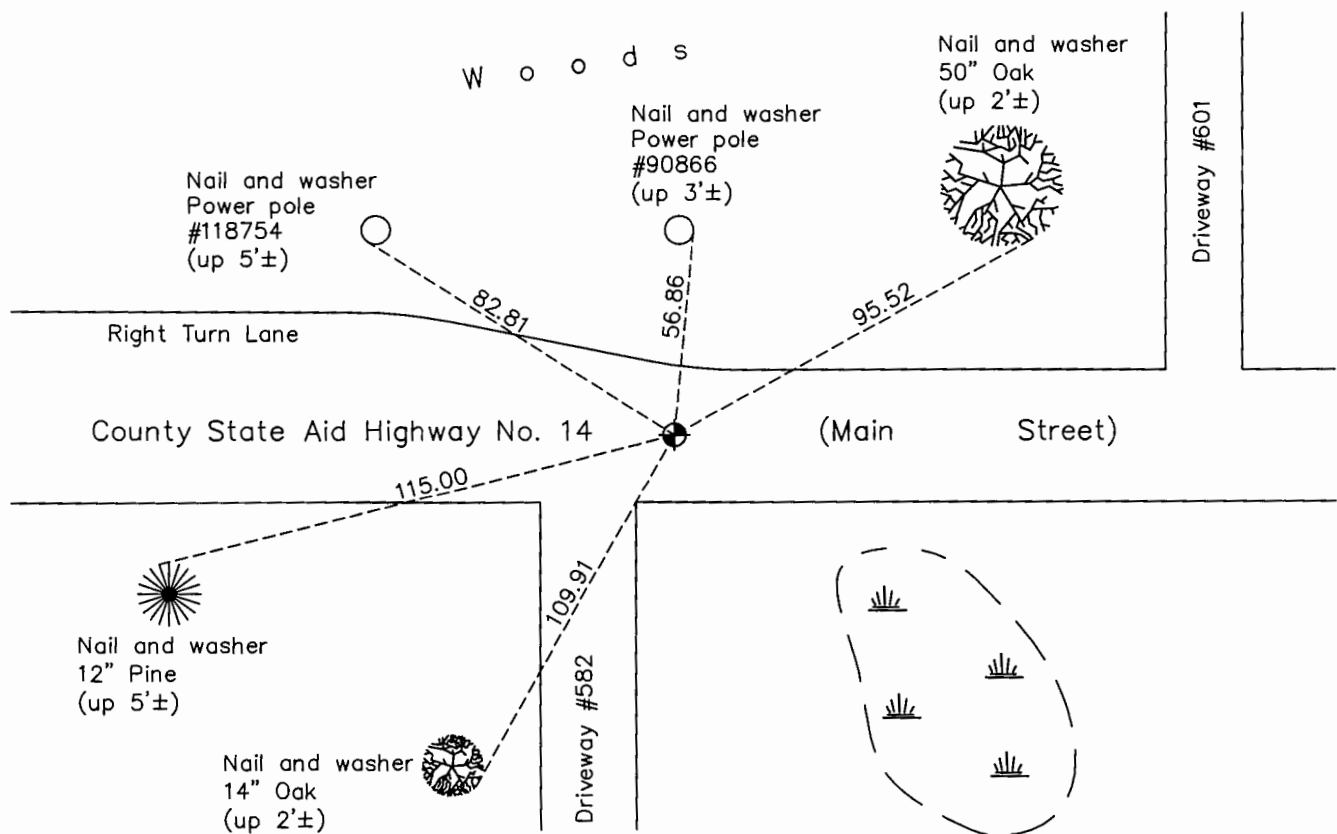 Woods
Nail and washer
50" Oak
(up 2'±)
Nail and washer
Power pole
#90866
(up 3'±)
Driveway #601
Nail and washer
Power pole
#118754
(up 5'±)
82.81
56.86
95.52
Right Turn Lane
County State Aid Highway No. 14 (Main Street)
115.00
109.91
Nail and washer
12" Pine
(up 5'±)
Driveway #582
Nail and washer
14" Oak
(up 2'±)